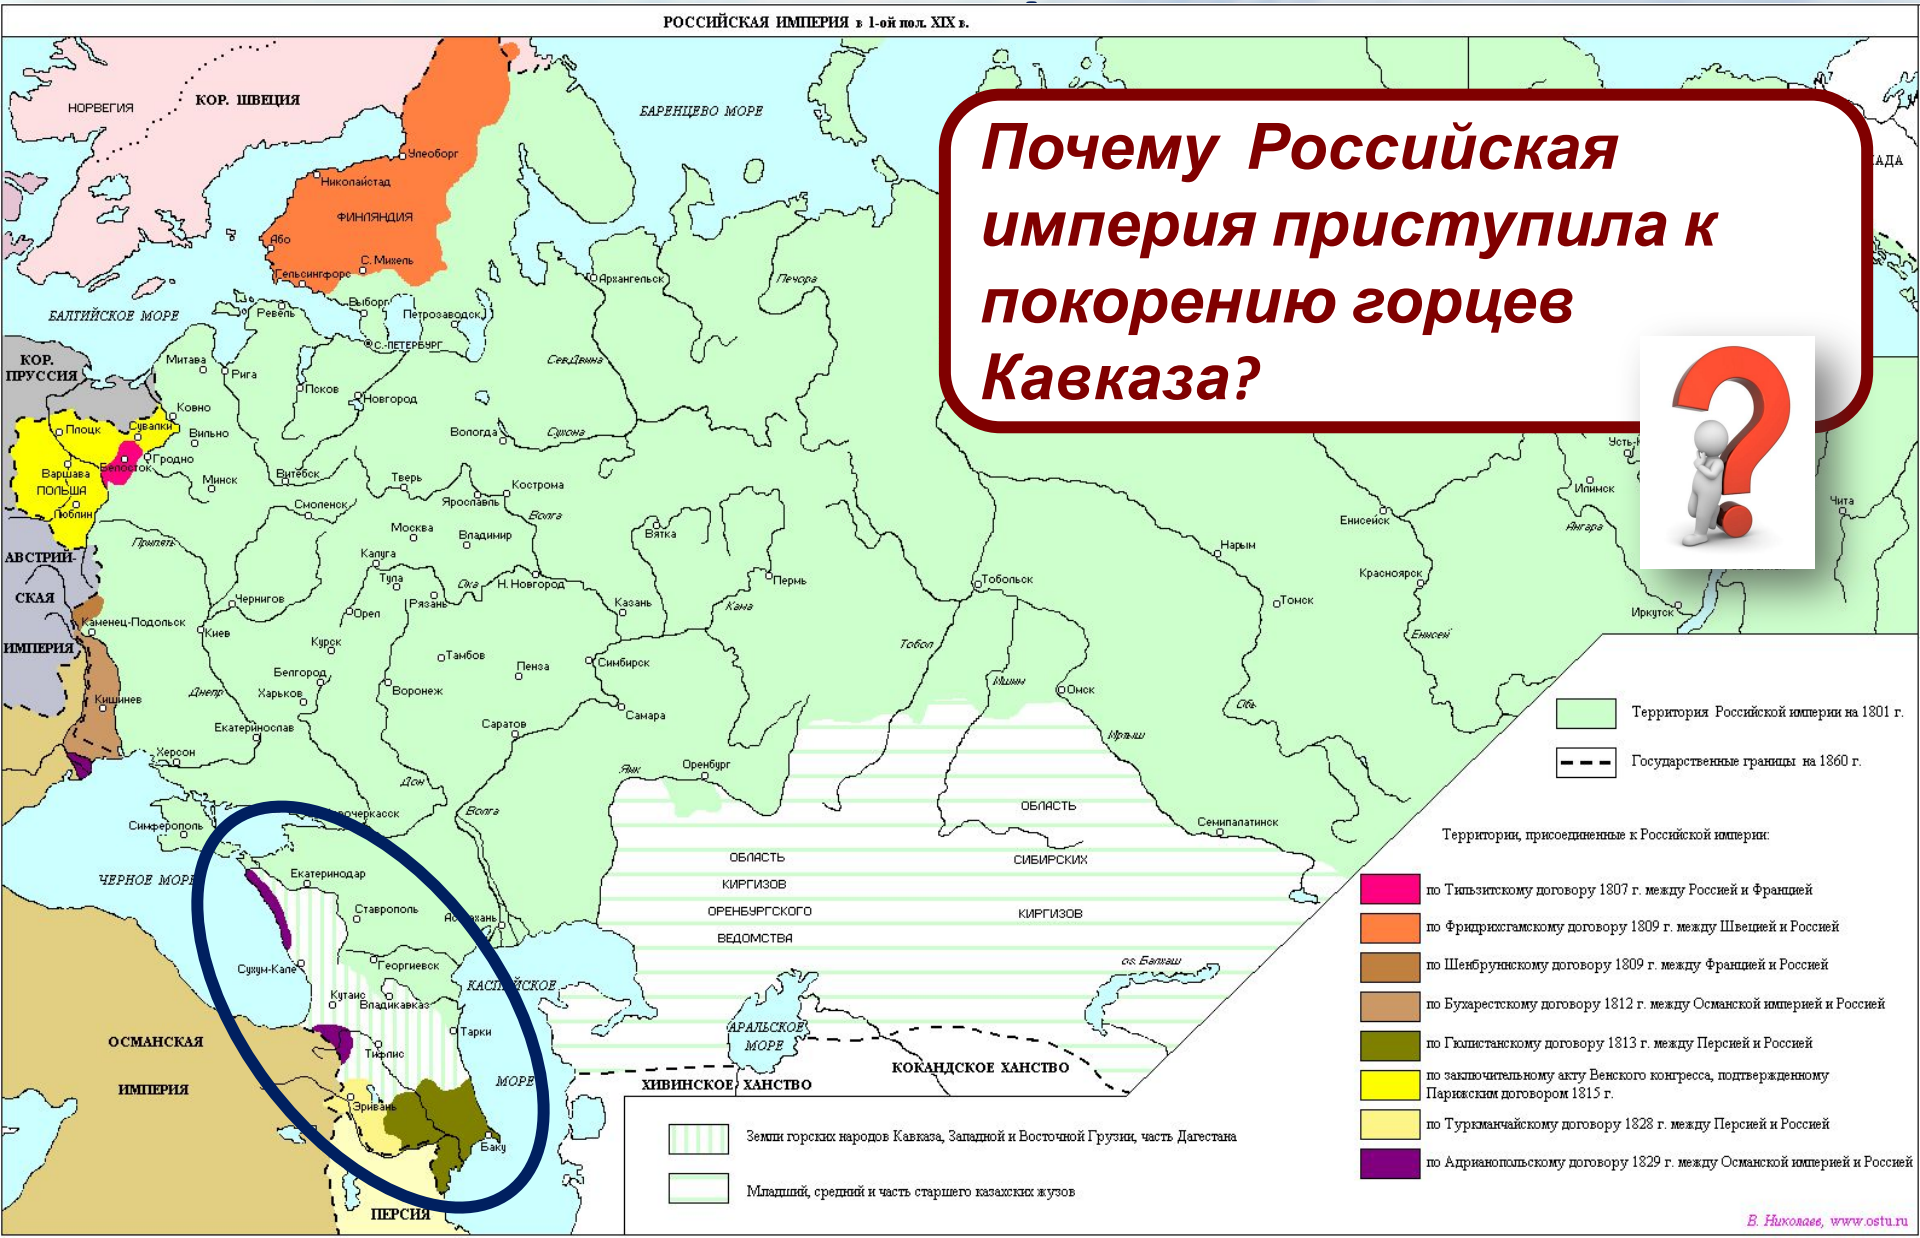 РОССИЙСКАЯ ИМПЕРИЯ в 1-ой пол. XIX в.
Почему Российская
империя приступила к
покорению горцев
Кавказа?
НОРВЕГИЯ
КОР. ШВЕЦИЯ
БАРЕНЦЕВО МОРЕ
АДА
Улеоборг
Николайстад
ФИНЛЯНДИЯ
Або
С. Михель
Гельсингфорс
Архангельск
Печора
БАЛТИЙСКОЕ МОРЕ
Ревель
Выборг
Петрозаводск
С.-ПЕТЕРБУРГ
КОР.
ПРУССИЯ
Митава
Рига
Псков
Новгород
Сев.Двина
Ковно
Плоцк
Сувалки
Вильно
Вологда
Сухона
Белосток
Гродно
Варшава
ПОЛЬША
Люблин
Минск
Витебск
Тверь
Ярославль
Кострома
Смоленск
Волга
Москва
Владимир
Вятка
Припять
Калуга
Тула
Ока
Н. Новгород
Рязань
АВСТРИЙ-
СКАЯ
ИМПЕРИЯ
Чернигов
Орел
Казань
Кама
Пермь
Тобольск
Нарым
Енисейск
Усть-
Илимск
Ангара
Чита
Красноярск
Томск
Иркутск
Енисей
Каменец-Подольск
Киев
Курск
Тамбов
Пенза
Симбирск
Тобол
Белгород
Харьков
Воронеж
Днепр
Кишинев
Екатеринослав
Саратов
Самара
Ишим
Омск
Обь
Иртыш
Херсон
Дон
Волга
Яик
Оренбург
Симферополь
вочеркасск
ОБЛАСТЬ
Семипалатинск
ЧЕРНОЕ МОРЕ
Екатеринодар
Ставрополь
Ас
хань
ОБЛАСТЬ
СИБИРСКИХ
КИРГИЗОВ
ОРЕНБУРГСКОГО
КИРГИЗОВ
ВЕДОМСТВА
Сухум-Кале
Георгиевск
КАСПИЙСКОЕ
оз. Балхаш
Кутаис
Владикавказ
Тарки
АРАЛЬСКОЕ
МОРЕ
ОСМАНСКАЯ
ИМПЕРИЯ
Тифлис
МОРЕ
ХИВИНСКОЕ ХАНСТВО
КОКАНДСКОЕ ХАНСТВО
Эривань
Баку
ПЕРСИЯ
Земли горских народов Кавказа, Западной и Восточной Грузии, часть Дагестана
Младший, средний и часть старшего казахских жузов
Территория Российской империи на 1801 г.
Государственные границы на 1860 г.
Территории, присоединенные к Российской империи:
по Тильзитскому договору 1807 г. между Россией и Францией
по Фридрихсгамскому договору 1809 г. между Швецией и Россией
по Шенбруннскому договору 1809 г. между Францией и Россией
по Бухарестскому договору 1812 г. между Османской империей и Россией
по Гюлистанскому договору 1813 г. между Персией и Россией
по заключительному акту Венского конгресса, подтвержденному
Парижским договором 1815 г.
по Туркманчайскому договору 1828 г. между Персией и Россией
по Адрианопольскому договору 1829 г. между Османской империей и Россией
В. Николаев, www.ostu.ru